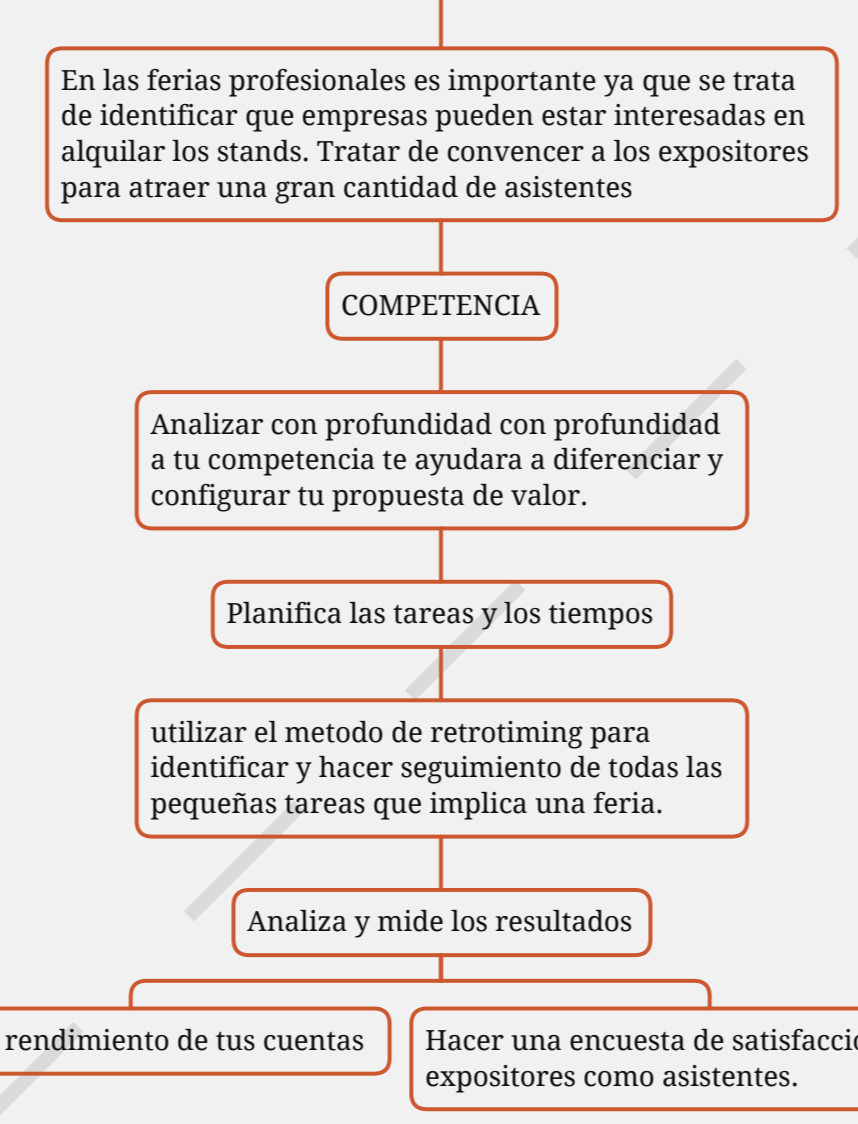 En las ferias profesionales es importante ya que se trata
de identificar que empresas pueden estar interesadas en
alquilar los stands. Tratar de convencer a los expositores
para atraer una gran cantidad de asistentes
COMPETENCIA
Analizar con profundidad con profundidad
a tu competencia te ayudara a diferenciar y
configurar tu propuesta de valor.
Planifica las tareas y los tiempos
utilizar el metodo de retrotiming para
identificar y hacer seguimiento de todas las
pequeñas tareas que implica una feria.
Analiza y mide los resultados
rendimiento de tus cuentas
Hacer una encuesta de
expositores como asistentes.